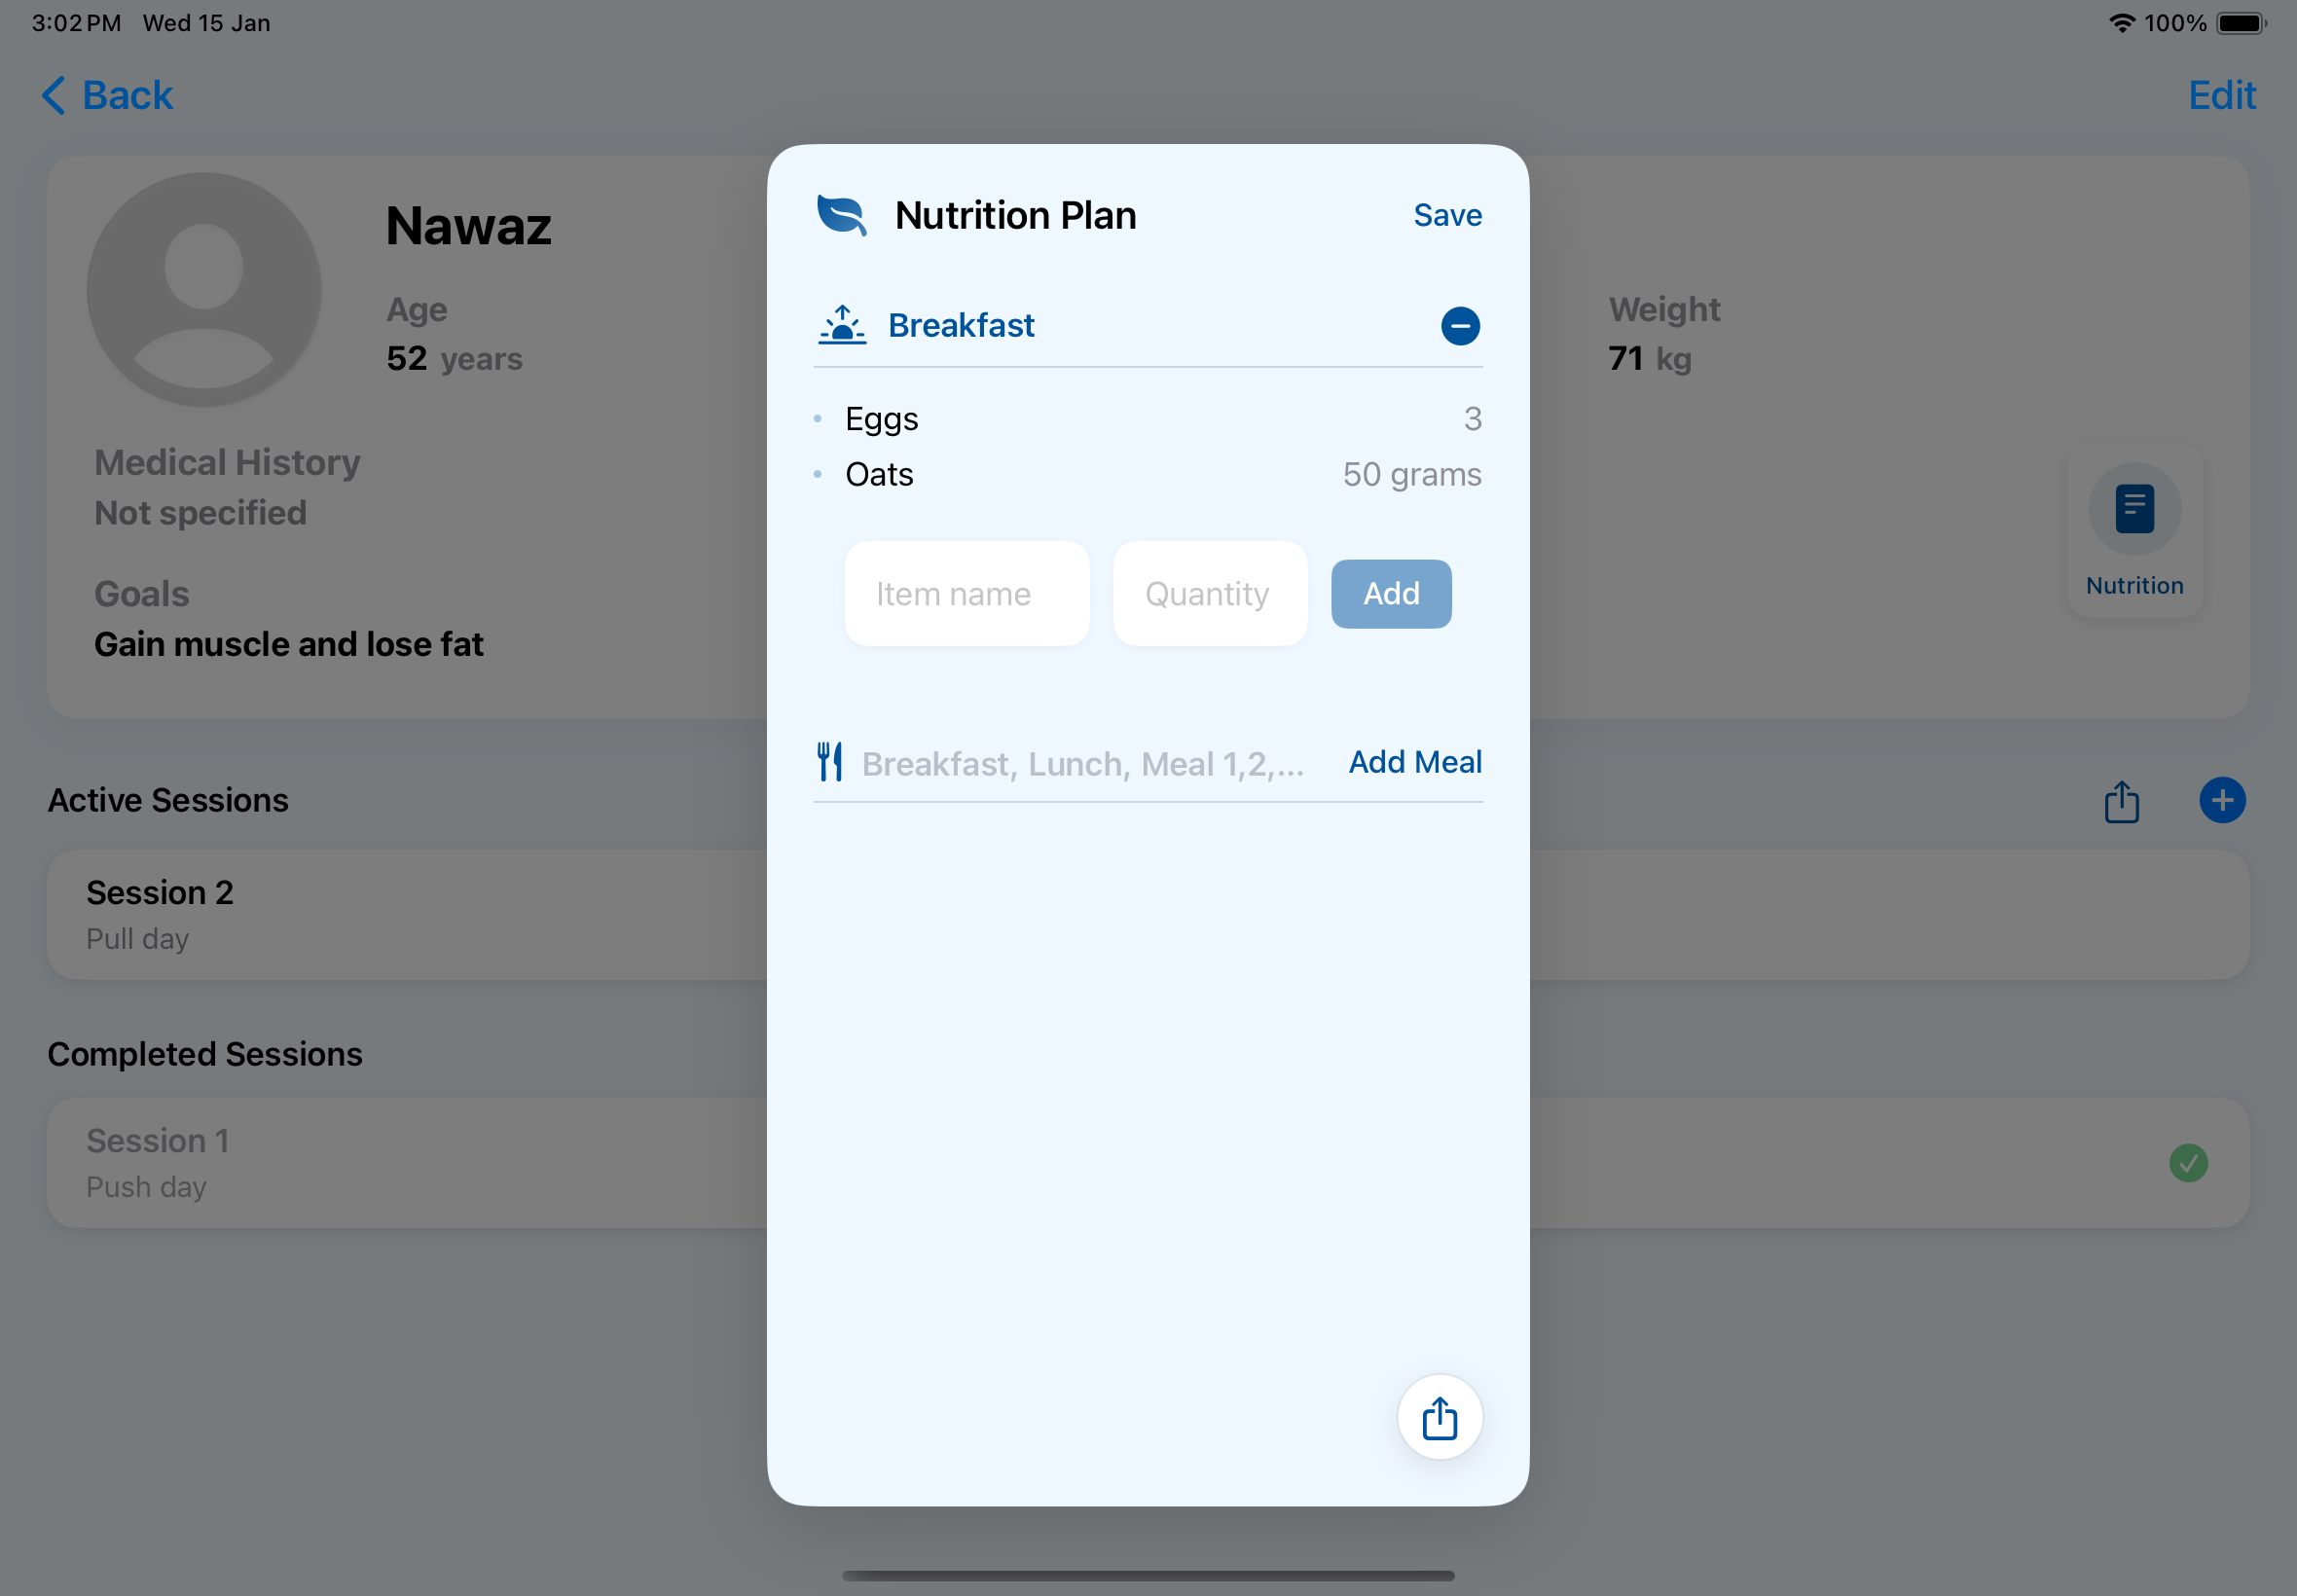 3:02 PM Wed 15 Jan 100%
Back Edit
Nawaz
Age
52 years
Weight
71 kg
Medical History
Not specified
Goals
Gain muscle and lose fat
Nutrition
Active Sessions
Session 2
Pull day
Completed Sessions
Session 1
Push day
Nutrition Plan Save
Breakfast
Eggs 3
Oats 50 grams
Item name Quantity Add
Breakfast, Lunch, Meal 1,2,... Add Meal